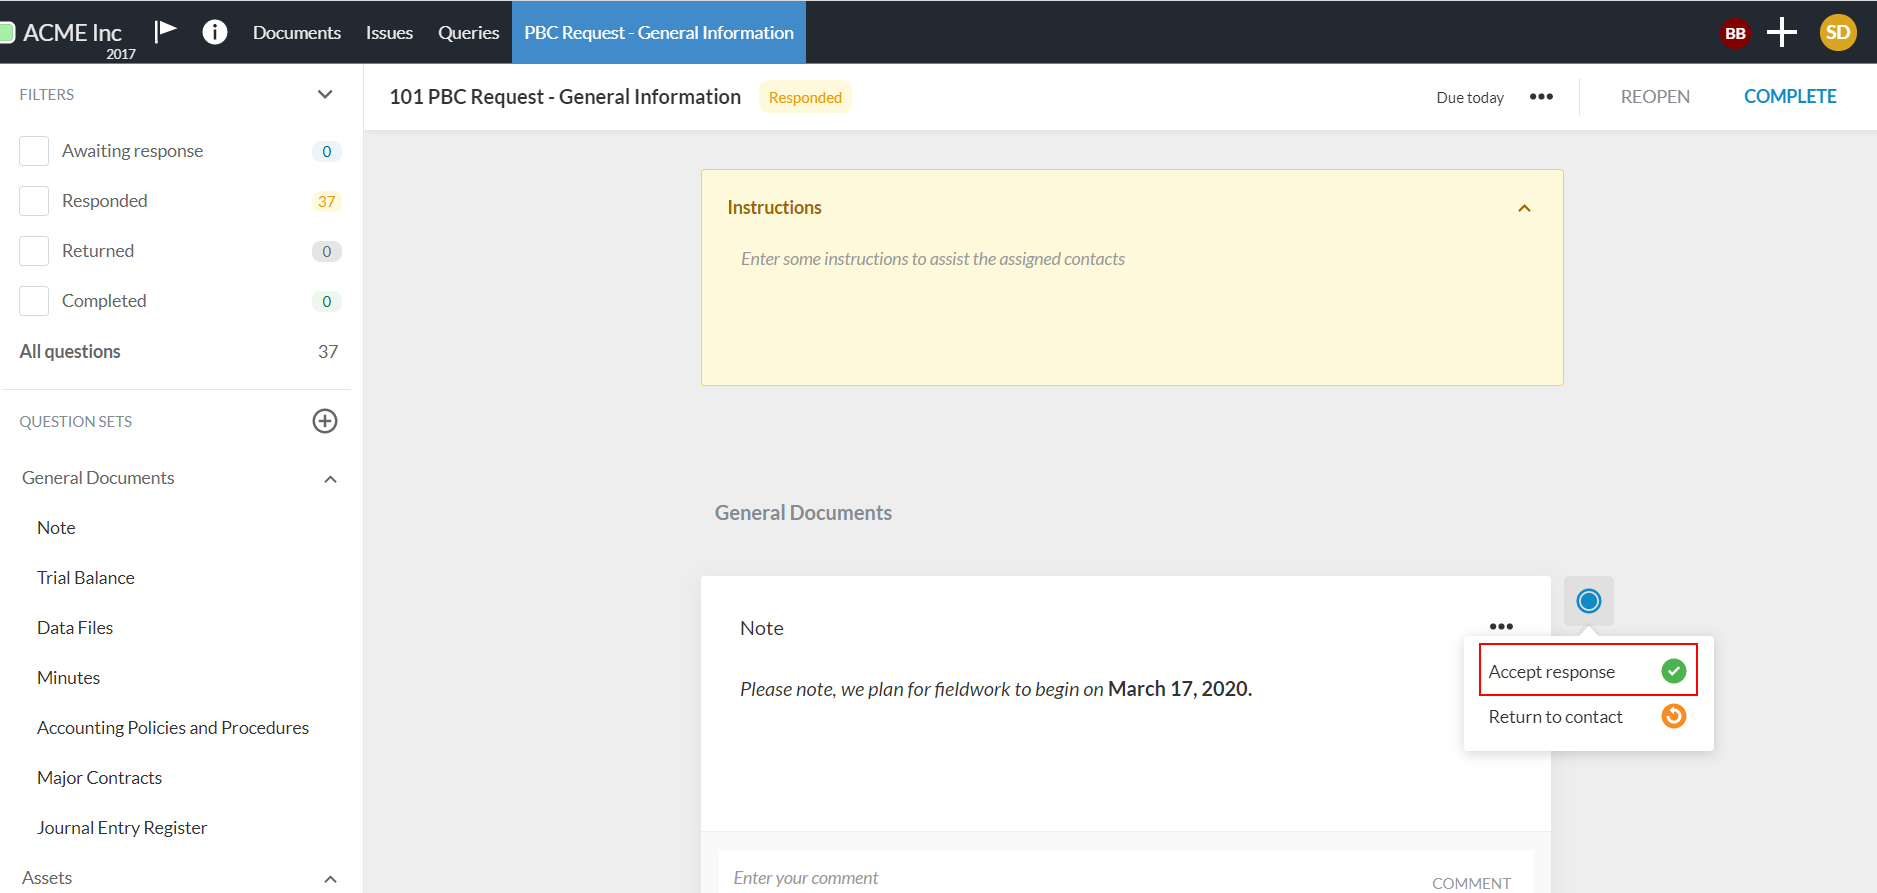 ACME Inc
2017
Documents
Issues
Queries
PBC Request - General Information
BB
SD
FILTERS
Awaiting response 0
Responded 37
Returned 0
Completed 0
All questions 37
QUESTION SETS
General Documents
Note
Trial Balance
Data Files
Minutes
Accounting Policies and Procedures
Major Contracts
Journal Entry Register
Assets
101 PBC Request - General Information
Responded
Due today
REOPEN
COMPLETE
Instructions
Enter some instructions to assist the assigned contacts
General Documents
Note
Please note, we plan for fieldwork to begin on March 17, 2020.
Accept response
Return to contact
Enter your comment
COMMENT